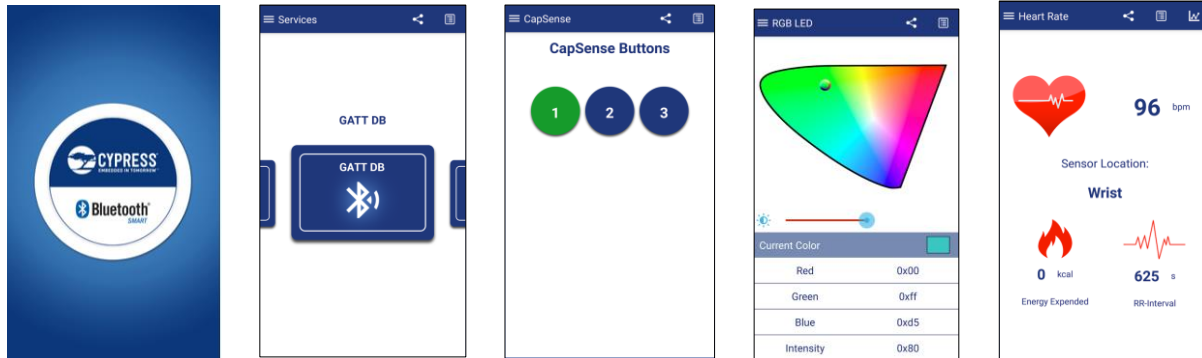 CYPRESS
EMBEDDED IN TOMORROW
Bluetooth
SMART
Services
GATT DB
GATT DB
CapSense
CapSense Buttons
1 2 3
RGB LED
Current Color
Red 0x00
Green 0xff
Blue 0xd5
Intensity 0x80
Heart Rate
96 bpm
Sensor Location:
Wrist
0 kcal 625 s
Energy Expended RR-Interval